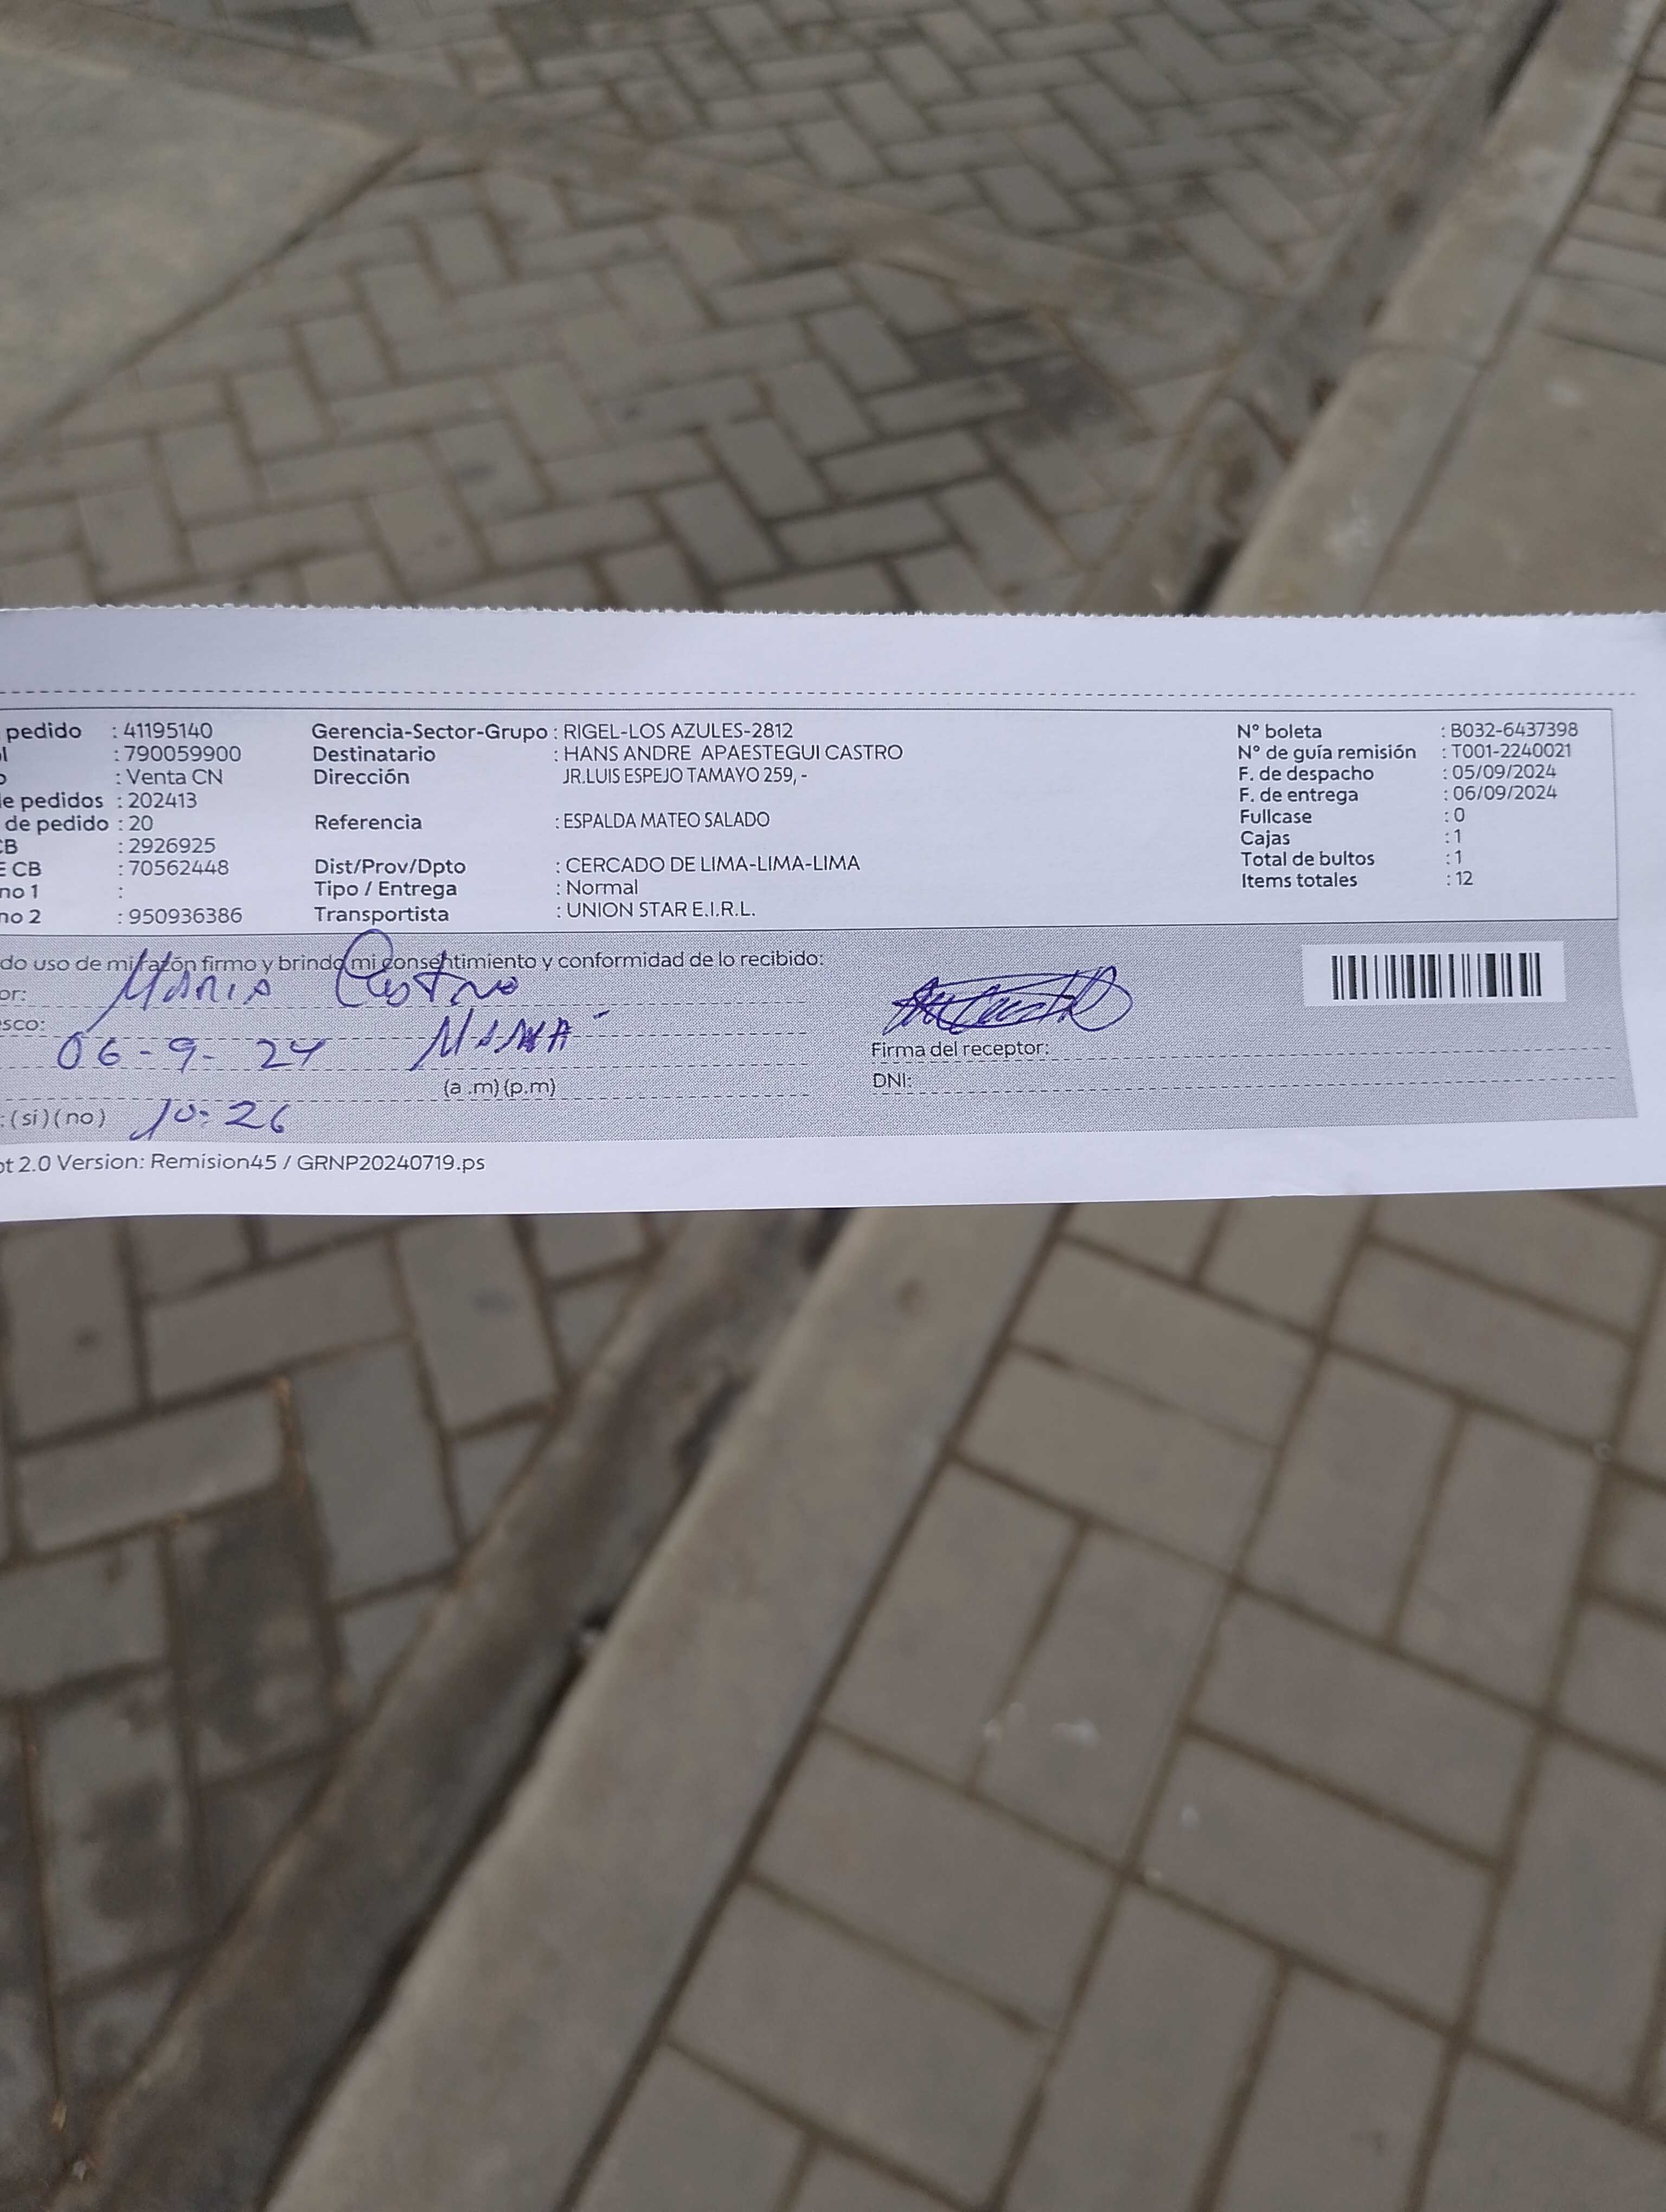 pedido : 41195140 Gerencia-Sector-Grupo : RIGEL-LOS AZULES-2812 N° boleta : B032-6437398
l : 790059900 Destinatario : HANS ANDRE APAESTEGUI CASTRO N° de guía remisión : T001-2240021
o : Venta CN Dirección JR.LUIS ESPEJO TAMAYO 259, - F. de despacho : 05/09/2024
e pedidos : 202413 F. de entrega : 06/09/2024
de pedido : 20 Referencia : ESPALDA MATEO SALADO Fullcase : 0
CB : 2926925 Cajas : 1
E CB : 70562448 Dist/Prov/Dpto : CERCADO DE LIMA-LIMA-LIMA Total de bultos : 1
no 1 : Tipo / Entrega : Normal Items totales : 12
no 2 : 950936386 Transportista : UNION STAR E.I.R.L.
do uso de mi razón firmo y brindo mi consentimiento y conformidad de lo recibido:
or: Maria Castro
sco: Mamá
06-9-24 Firma del receptor:
(a .m) (p.m) DNI:
: (si) (no) 10:26
ot 2.0 Version: Remision45 / GRNP20240719.ps